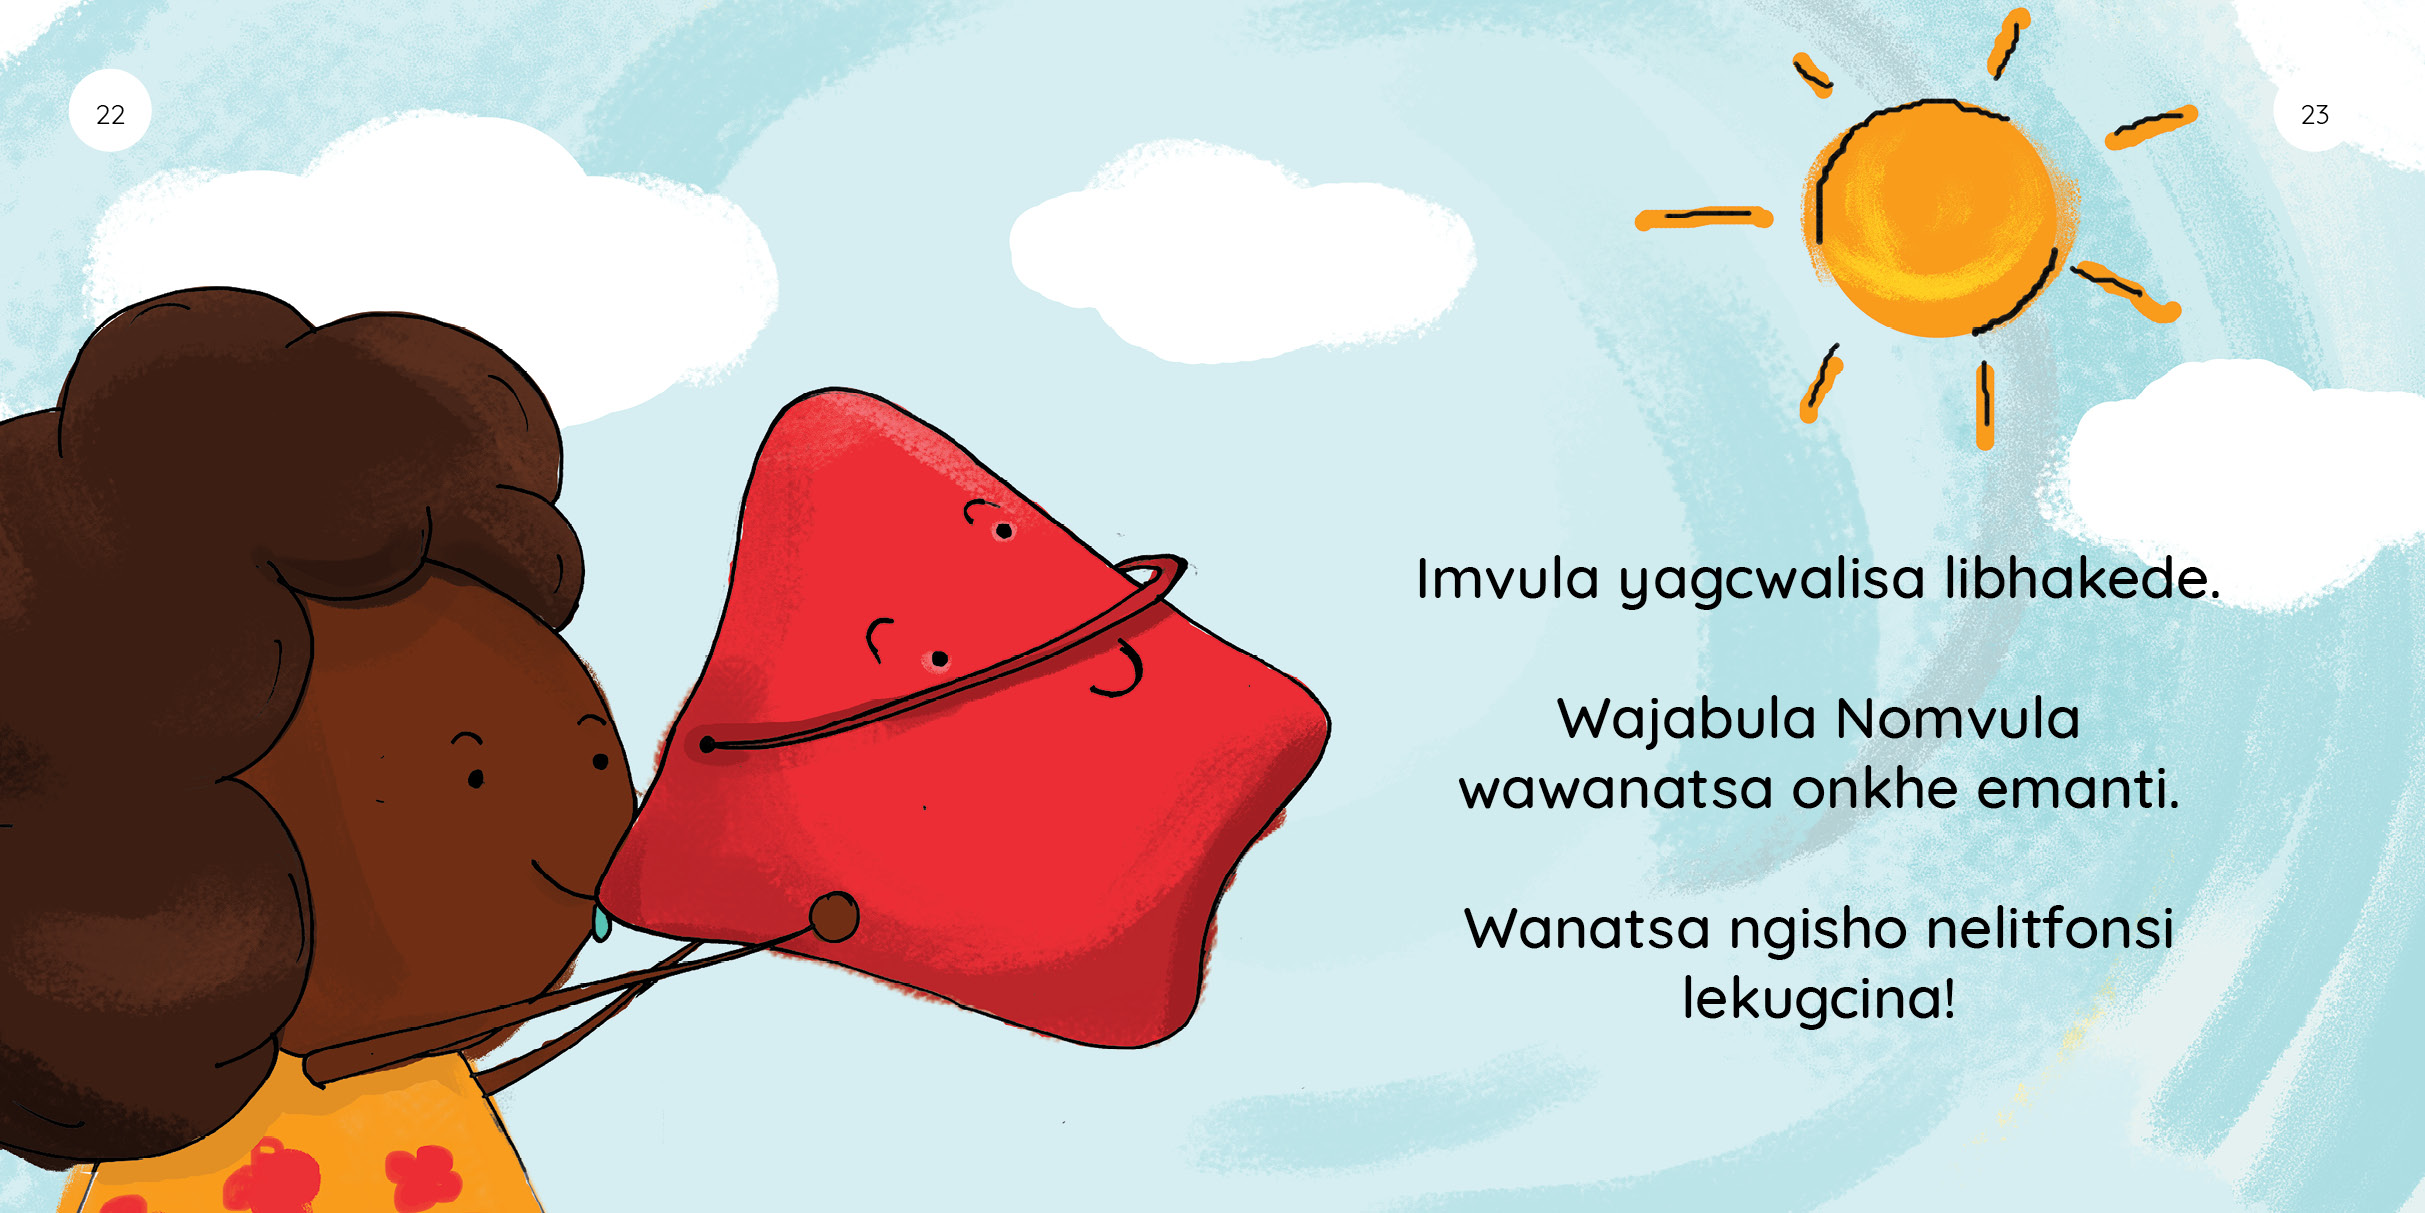 22
23
Imvula yagcwalisa libhakede.
Wajabula Nomvula
wawanatsa onkhe emanti.
Wanatsa ngisho nelitfonsi
lekugcina!